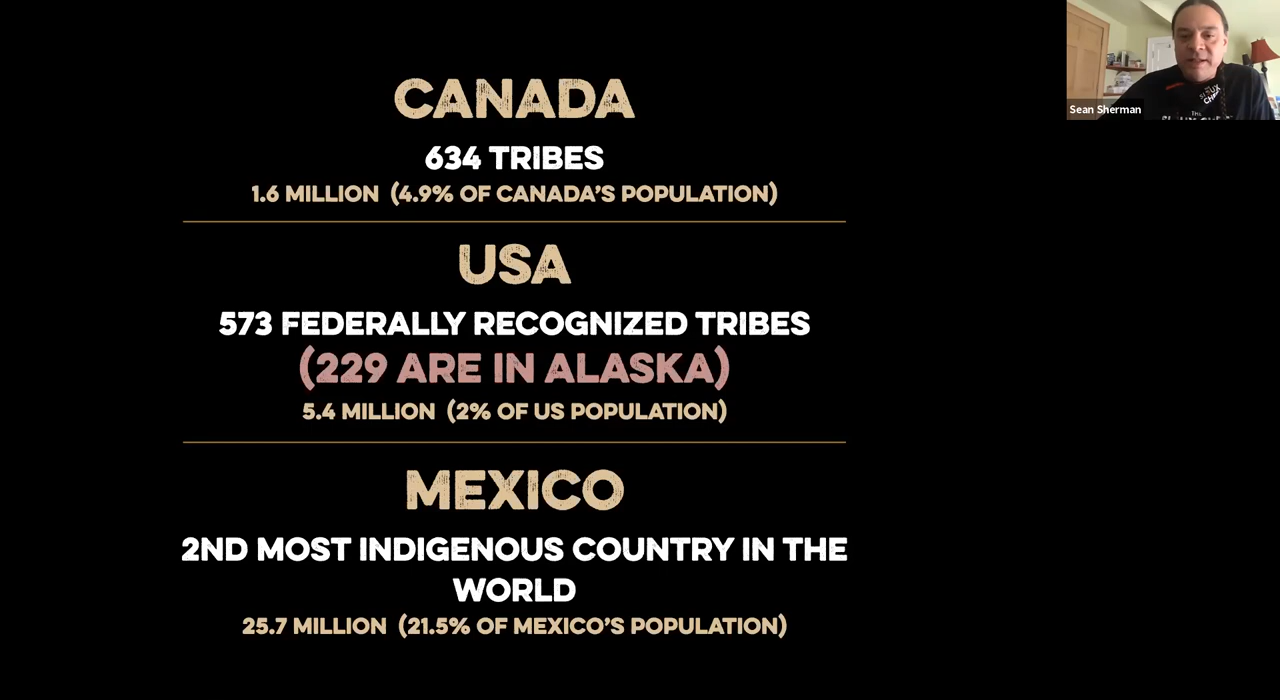 CANADA
634 TRIBES
1.6 MILLION (4.9% OF CANADA'S POPULATION)
USA
573 FEDERALLY RECOGNIZED TRIBES
(229 ARE IN ALASKA)
5.4 MILLION (2% OF US POPULATION)
MEXICO
2ND MOST INDIGENOUS COUNTRY IN THE
WORLD
25.7 MILLION (21.5% OF MEXICO'S POPULATION)
Sean Sherman
THE